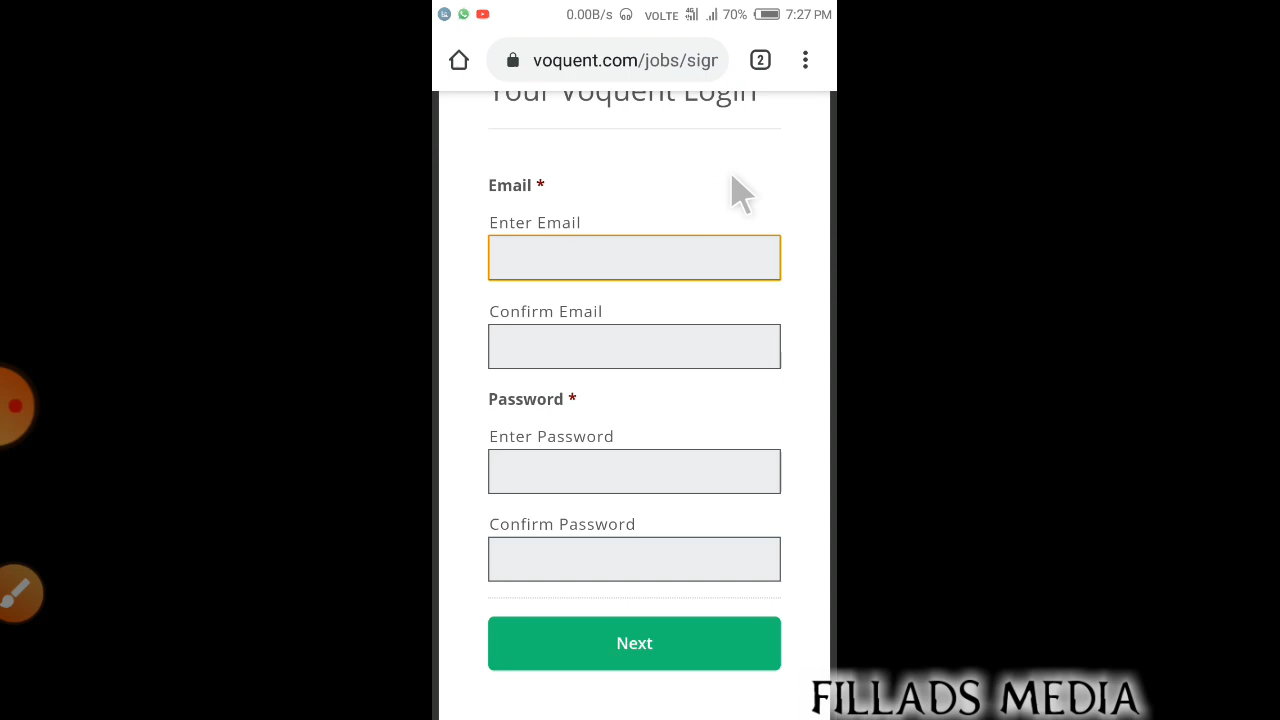 0.00B/s VOLTE 4G 70% 7:27 PM
voquent.com/jobs/sigr 2
Your Voquent Login
Email *
Enter Email
Confirm Email
Password *
Enter Password
Confirm Password
Next
FILLADS MEDIA